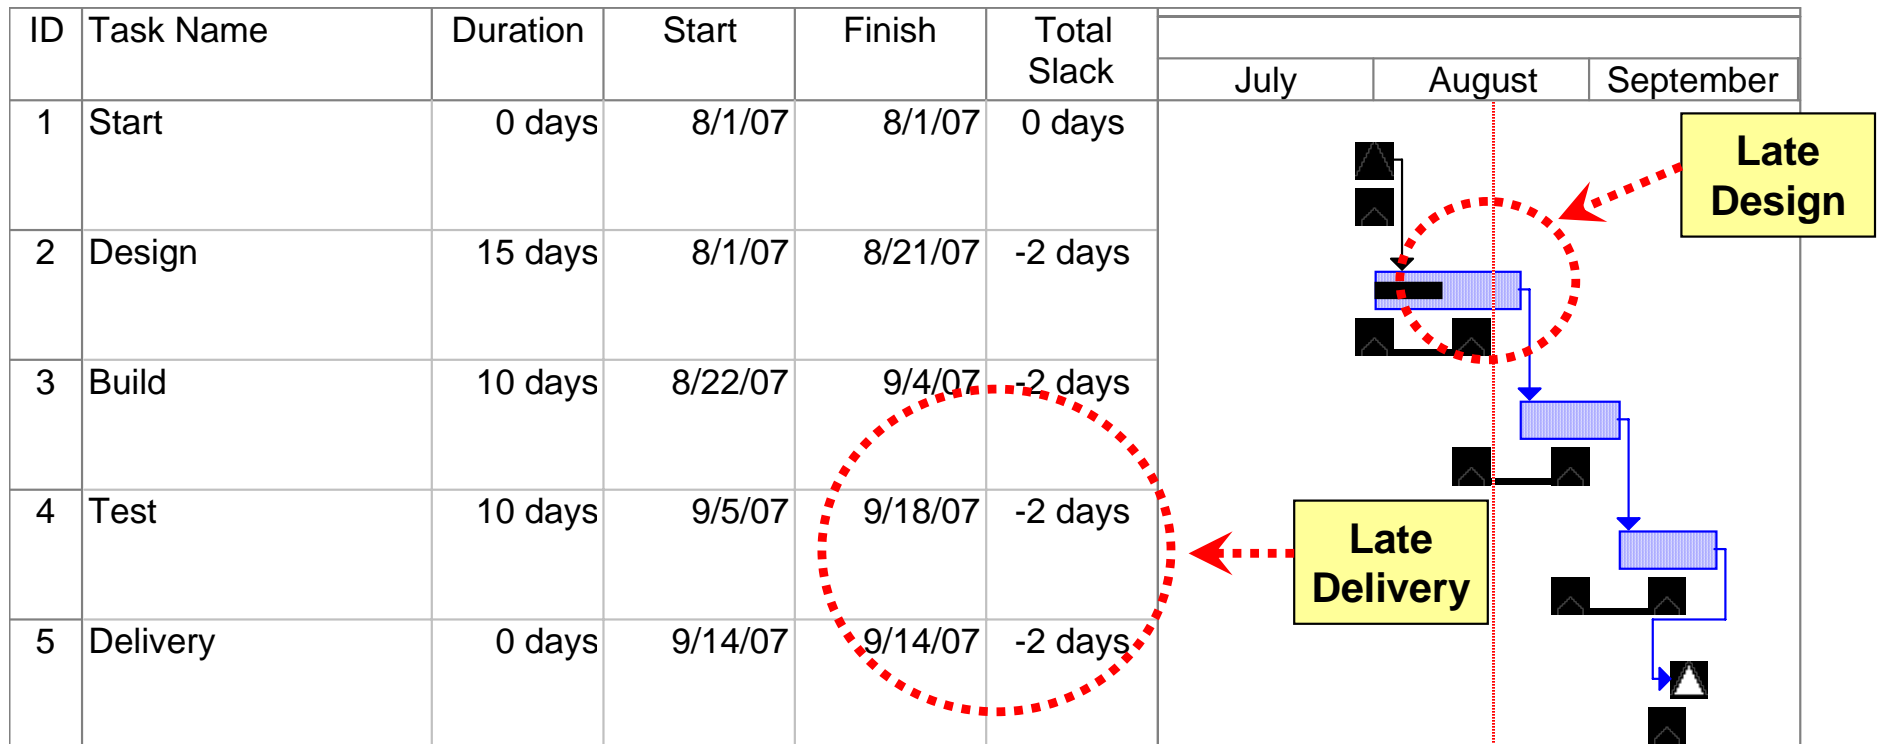 ID Task Name Duration Start Finish Total Slack
July August September
1 Start 0 days 8/1/07 8/1/07 0 days
Late
Design
2 Design 15 days 8/1/07 8/21/07 -2 days
3 Build 10 days 8/22/07 9/4/07 -2 days
4 Test 10 days 9/5/07 9/18/07 -2 days
Late
Delivery
5 Delivery 0 days 9/14/07 9/14/07 -2 days